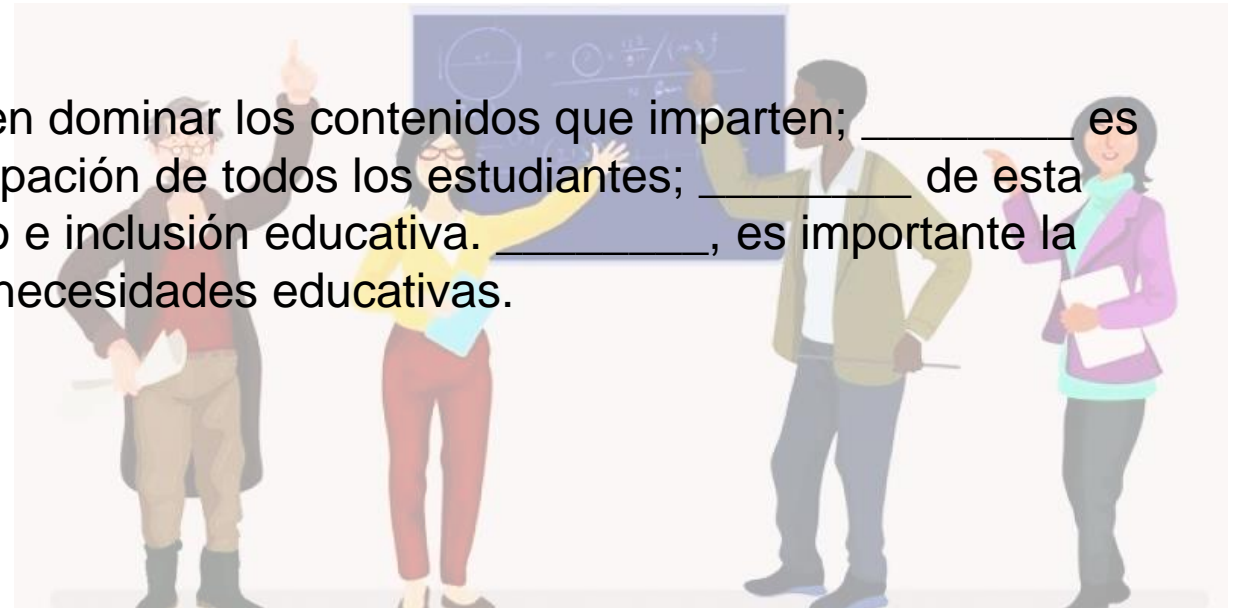 en dominar los contenidos que imparten; ________ es
pación de todos los estudiantes; ________ de esta
o e inclusión educativa. ________, es importante la
necesidades educativas.